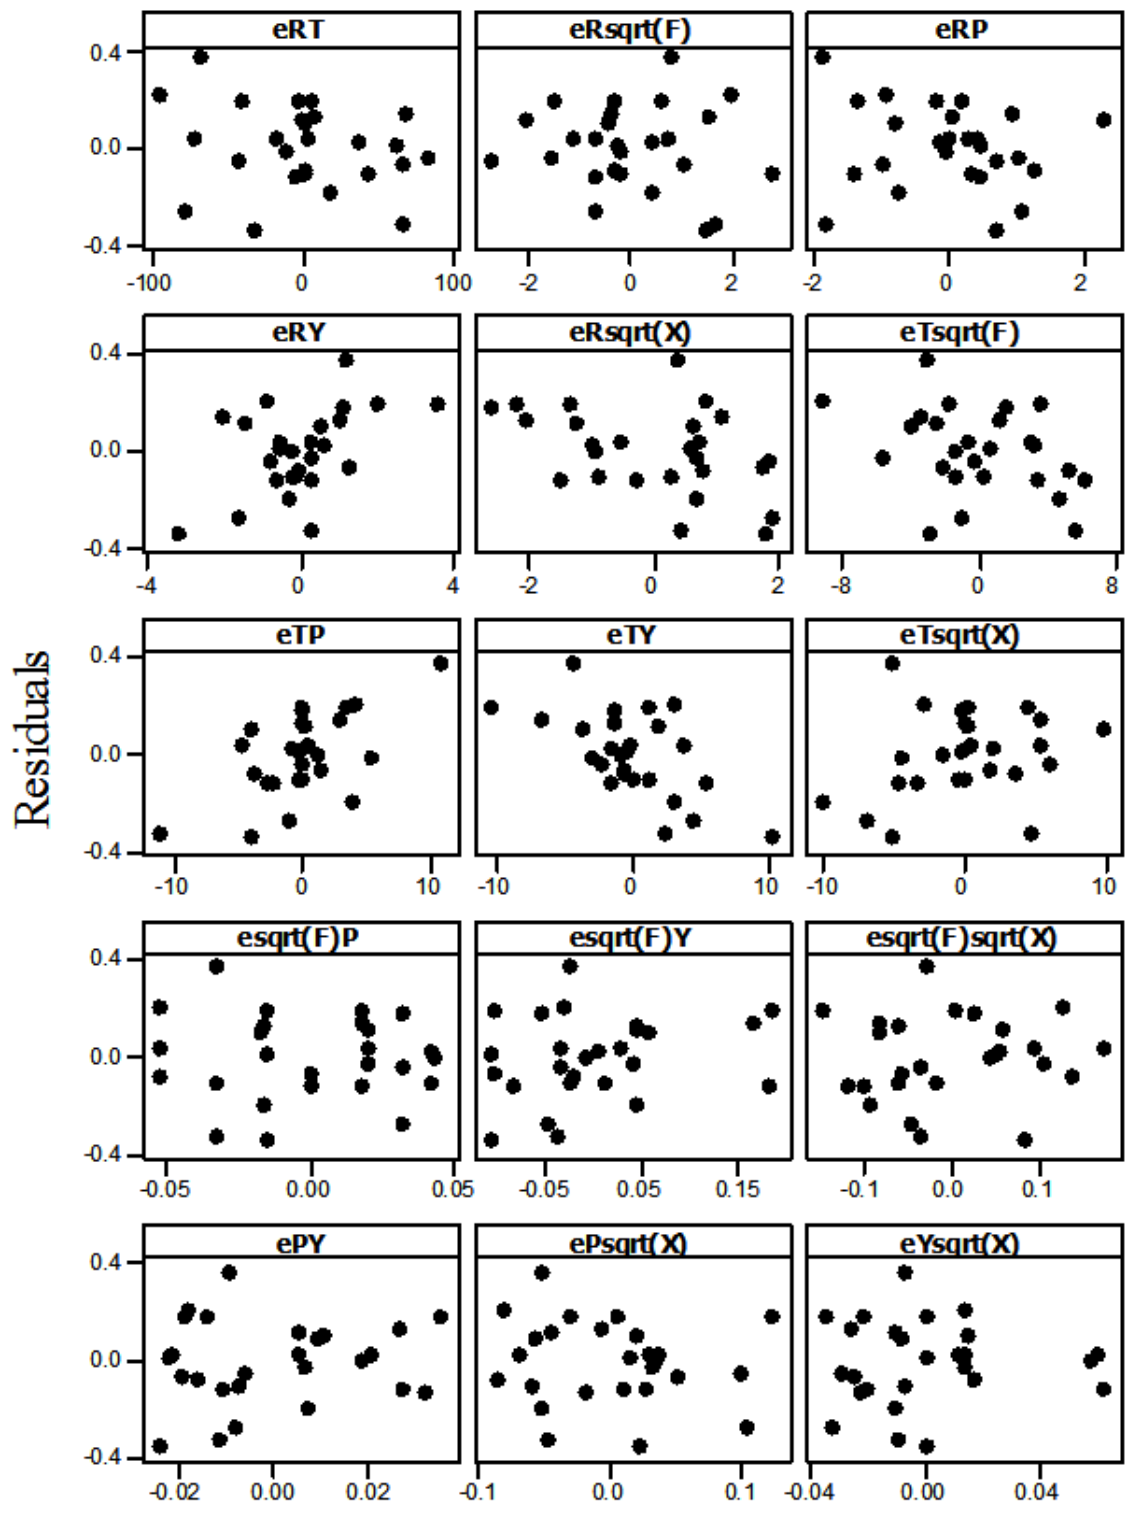 eRT eRsqrt(F) eRP
0.4
0.0
-0.4
-100 0 100 -2 0 2 -2 0 2
eRY eRsqrt(X) eTsqrt(F)
0.4
0.0
-0.4
-4 0 4 -2 0 2 -8 0 8
eTP eTY eTsqrt(X)
0.4
0.0
-0.4
-10 0 10 -10 0 10 -10 0 10
Residuals
esqrt(F)P esqrt(F)Y esqrt(F)sqrt(X)
0.4
0.0
-0.4
-0.05 0.00 0.05 -0.05 0.05 0.15 -0.1 0.0 0.1
ePY ePsqrt(X) eYsqrt(X)
0.4
0.0
-0.4
-0.02 0.00 0.02 -0.1 0.0 0.1 -0.04 0.00 0.04